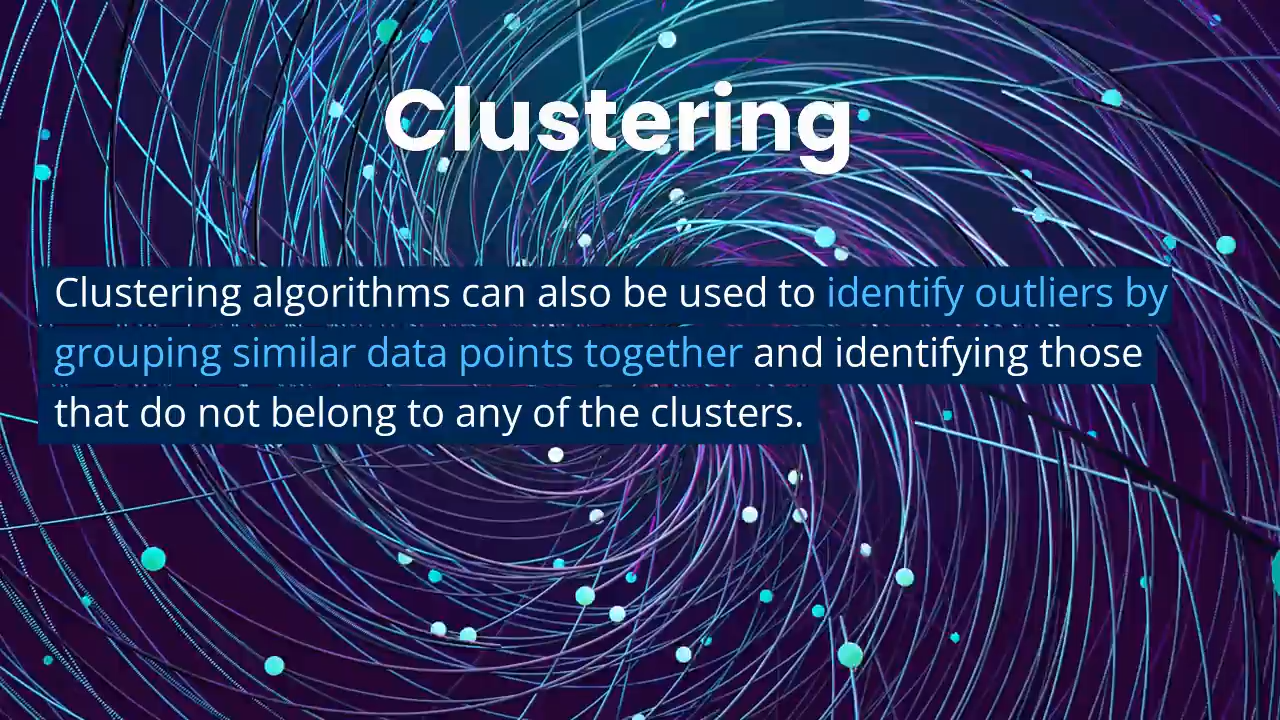 Clustering
Clustering algorithms can also be used to identify outliers by
grouping similar data points together and identifying those
that do not belong to any of the clusters.